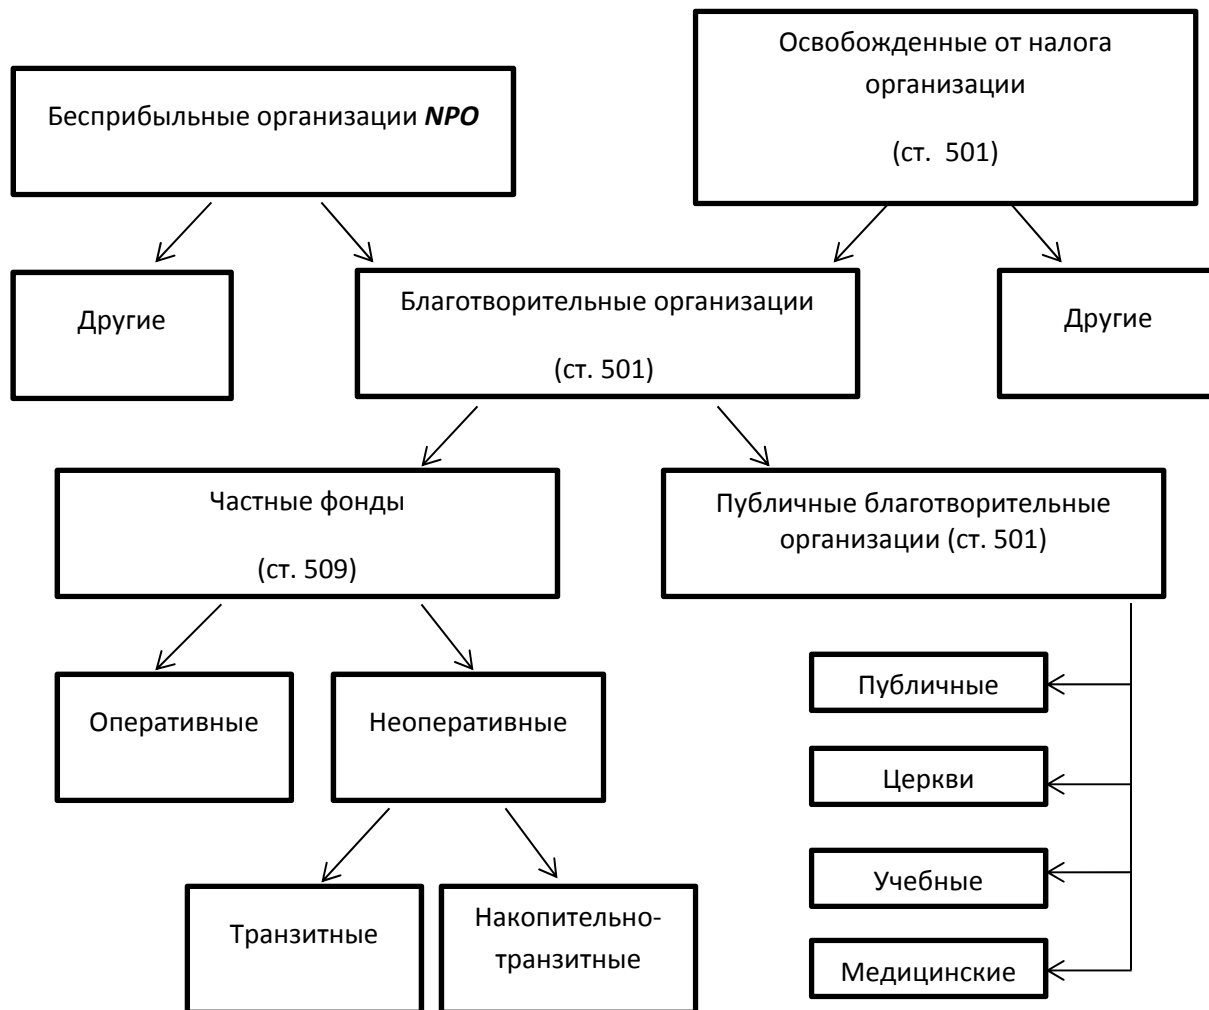 Освобожденные от налога
организации
(ст. 501)
Бесприбыльные организации NPO
Другие
Благотворительные организации
(ст. 501)
Другие
Частные фонды
(ст. 509)
Публичные благотворительные
организации (ст. 501)
Оперативные
Неоперативные
Публичные
Церкви
Учебные
Медицинские
Транзитные
Накопительно-
транзитные